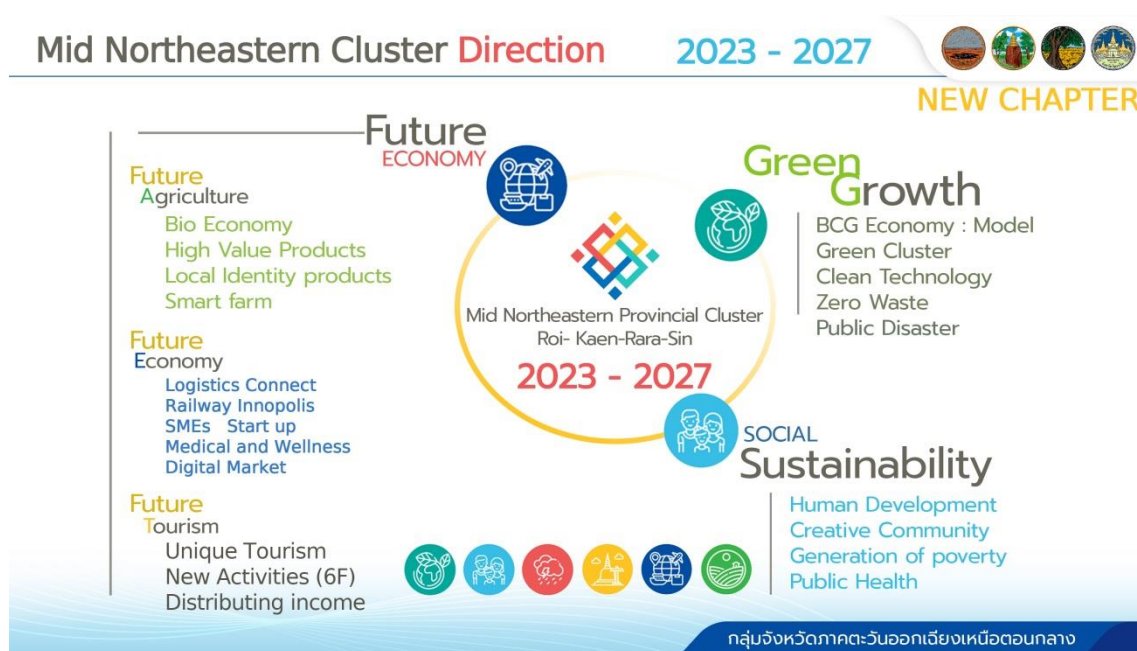 Mid Northeastern Cluster Direction 2023 - 2027
NEW CHAPTER
Future
ECONOMY
Future
Agriculture
Bio Economy
High Value Products
Local Identity products
Smart farm
Future
Economy
Logistics Connect
Railway Innopolis
SMEs Start up
Medical and Wellness
Digital Market
Future
Tourism
Unique Tourism
New Activities (6F)
Distributing income
Mid Northeastern Provincial Cluster
Roi- Kaen-Rara-Sin
2023 - 2027
Green
Growth
BCG Economy : Model
Green Cluster
Clean Technology
Zero Waste
Public Disaster
SOCIAL
Sustainability
Human Development
Creative Community
Generation of poverty
Public Health
กลุ่มจังหวัดภาคตะวันออกเฉียงเหนือตอนกลาง